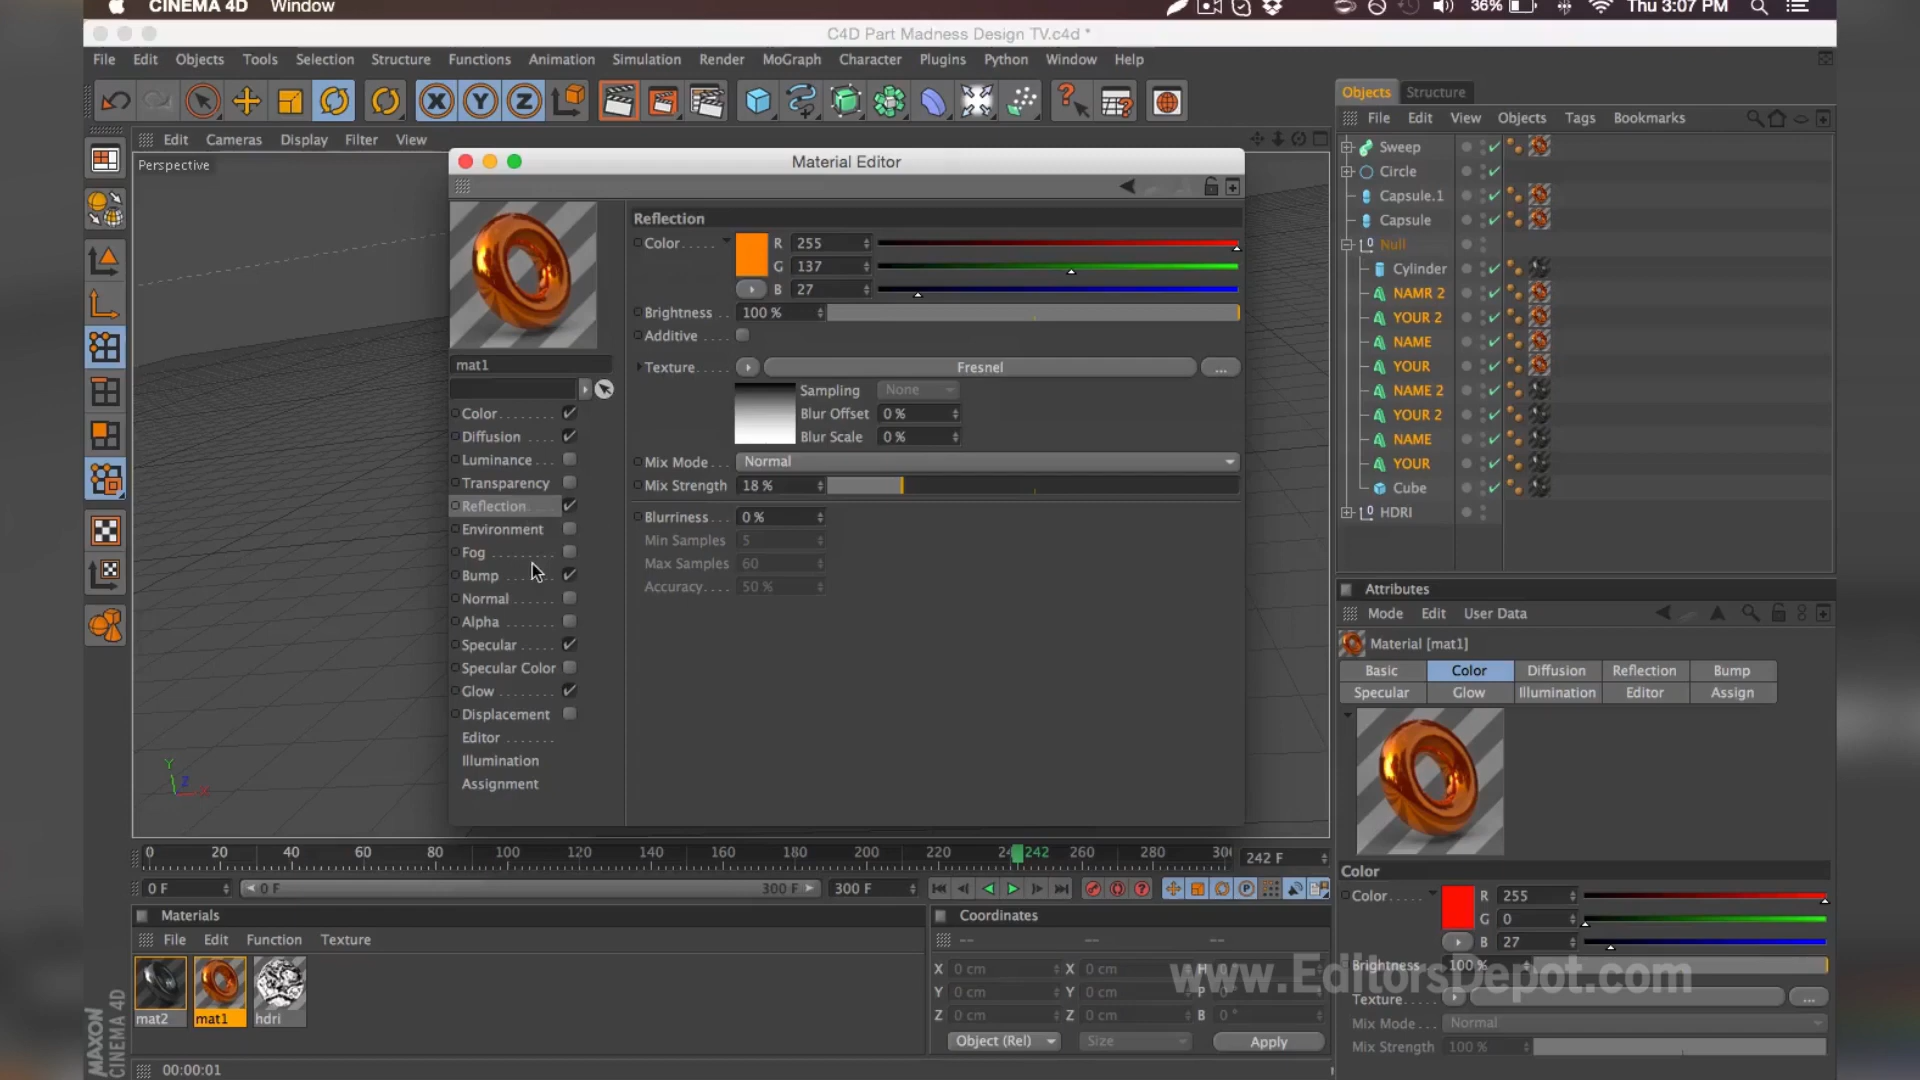 CINEMA 4D Window 36% Thu 3:07 PM
C4D Part Madness Design TV.c4d *
File Edit Objects Tools Selection Structure Functions Animation Simulation Render MoGraph Character Plugins Python Window Help
X Y Z
Edit Cameras Display Filter View
Perspective
Material Editor
mat1
Color
Diffusion
Luminance
Transparency
Reflection
Environment
Fog
Bump
Normal
Alpha
Specular
Specular Color
Glow
Displacement
Editor
Illumination
Assignment
Reflection
Color R 255
G 137
B 27
Brightness 100 %
Additive
Texture Fresnel ...
Sampling None
Blur Offset 0 %
Blur Scale 0 %
Mix Mode Normal
Mix Strength 18 %
Blurriness 0 %
Min Samples 5
Max Samples 60
Accuracy 50 %
Y
Z
X
0 20 40 60 80 100 120 140 160 180 200 220 242 260 280 242 F
0 F 0 F 300 F 300 F
Materials
File Edit Function Texture
mat2 mat1 hdri
MAXON
CINEMA 4D
00:00:01
Coordinates
-- -- --
X 0 cm X 0 cm H
Y 0 cm Y 0 cm P 0 °
Z 0 cm Z 0 cm B 0 °
Object (Rel) Size Apply
Objects Structure
File Edit View Objects Tags Bookmarks
Sweep
Circle
Capsule.1
Capsule
Null
Cylinder
NAMR 2
YOUR 2
NAME
YOUR
NAME 2
YOUR 2
NAME
YOUR
Cube
HDRI
Attributes
Mode Edit User Data
Material [mat1]
Basic Color Diffusion Reflection Bump
Specular Glow Illumination Editor Assign
Color
Color R 255
G 0
B 27
Brightness 100 %
Texture ...
Mix Mode Normal
Mix Strength 100 %
www.EditorsDepot.com